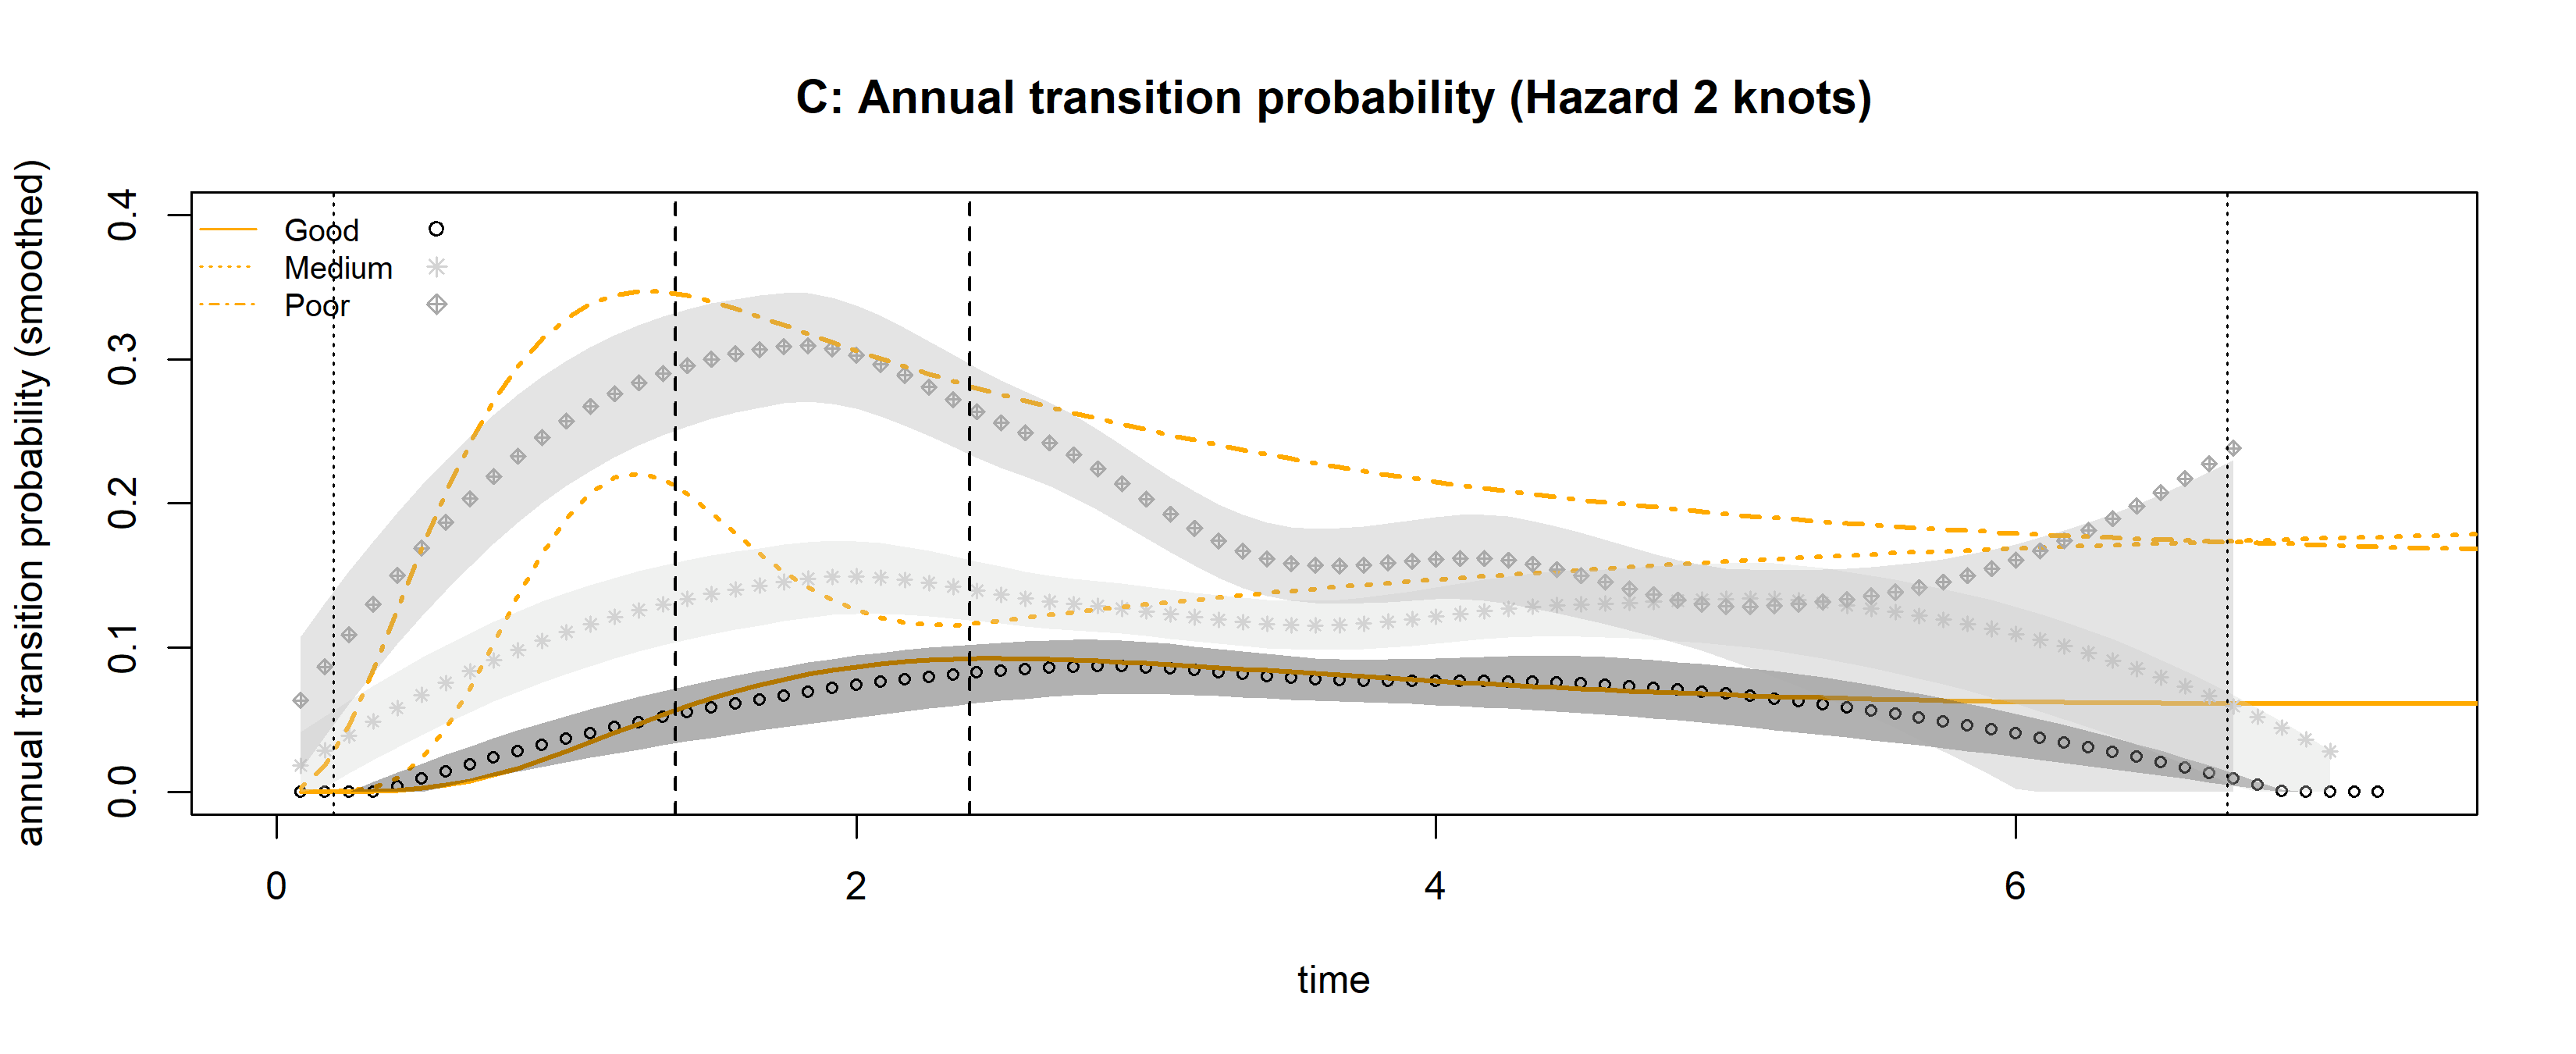 C: Annual transition probability (Hazard 2 knots)
annual transition probability (smoothed)
0.4
0.3
0.2
0.1
0.0
Good
Medium
Poor
0 2 4 6
time